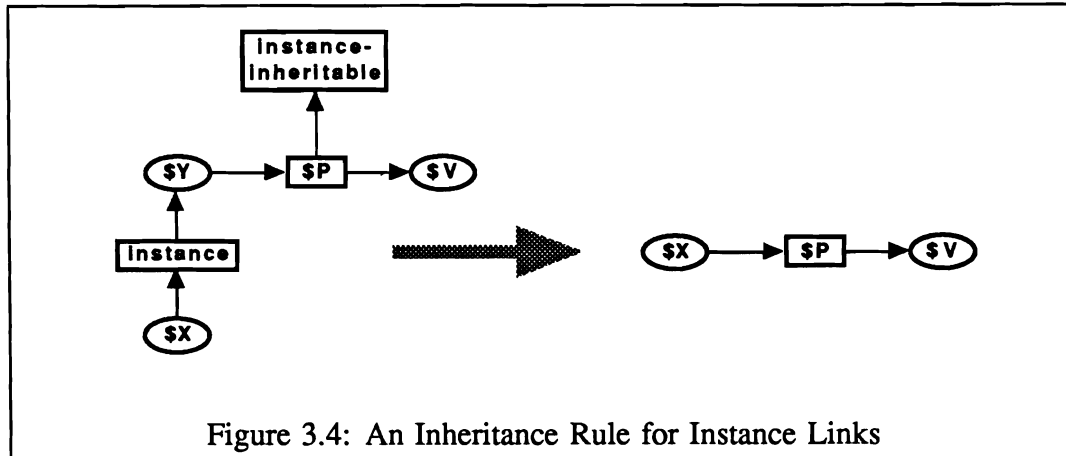 instance-
inheritable
$Y
$P
$V
instance
$X
$X
$P
$V
Figure 3.4: An Inheritance Rule for Instance Links